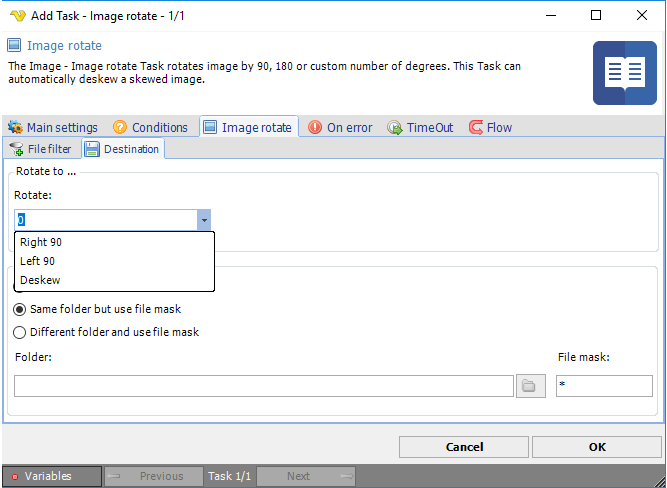 Add Task - Image rotate - 1/1
Image rotate
The Image - Image rotate Task rotates image by 90, 180 or custom number of degrees. This Task can
automatically deskew a skewed image.
Main settings Conditions Image rotate On error TimeOut Flow
File filter Destination
Rotate to ...
Rotate:
0
Right 90
Left 90
Deskew
Same folder but use file mask
Different folder and use file mask
Folder: File mask:
*
Cancel OK
Variables Previous Task 1/1 Next